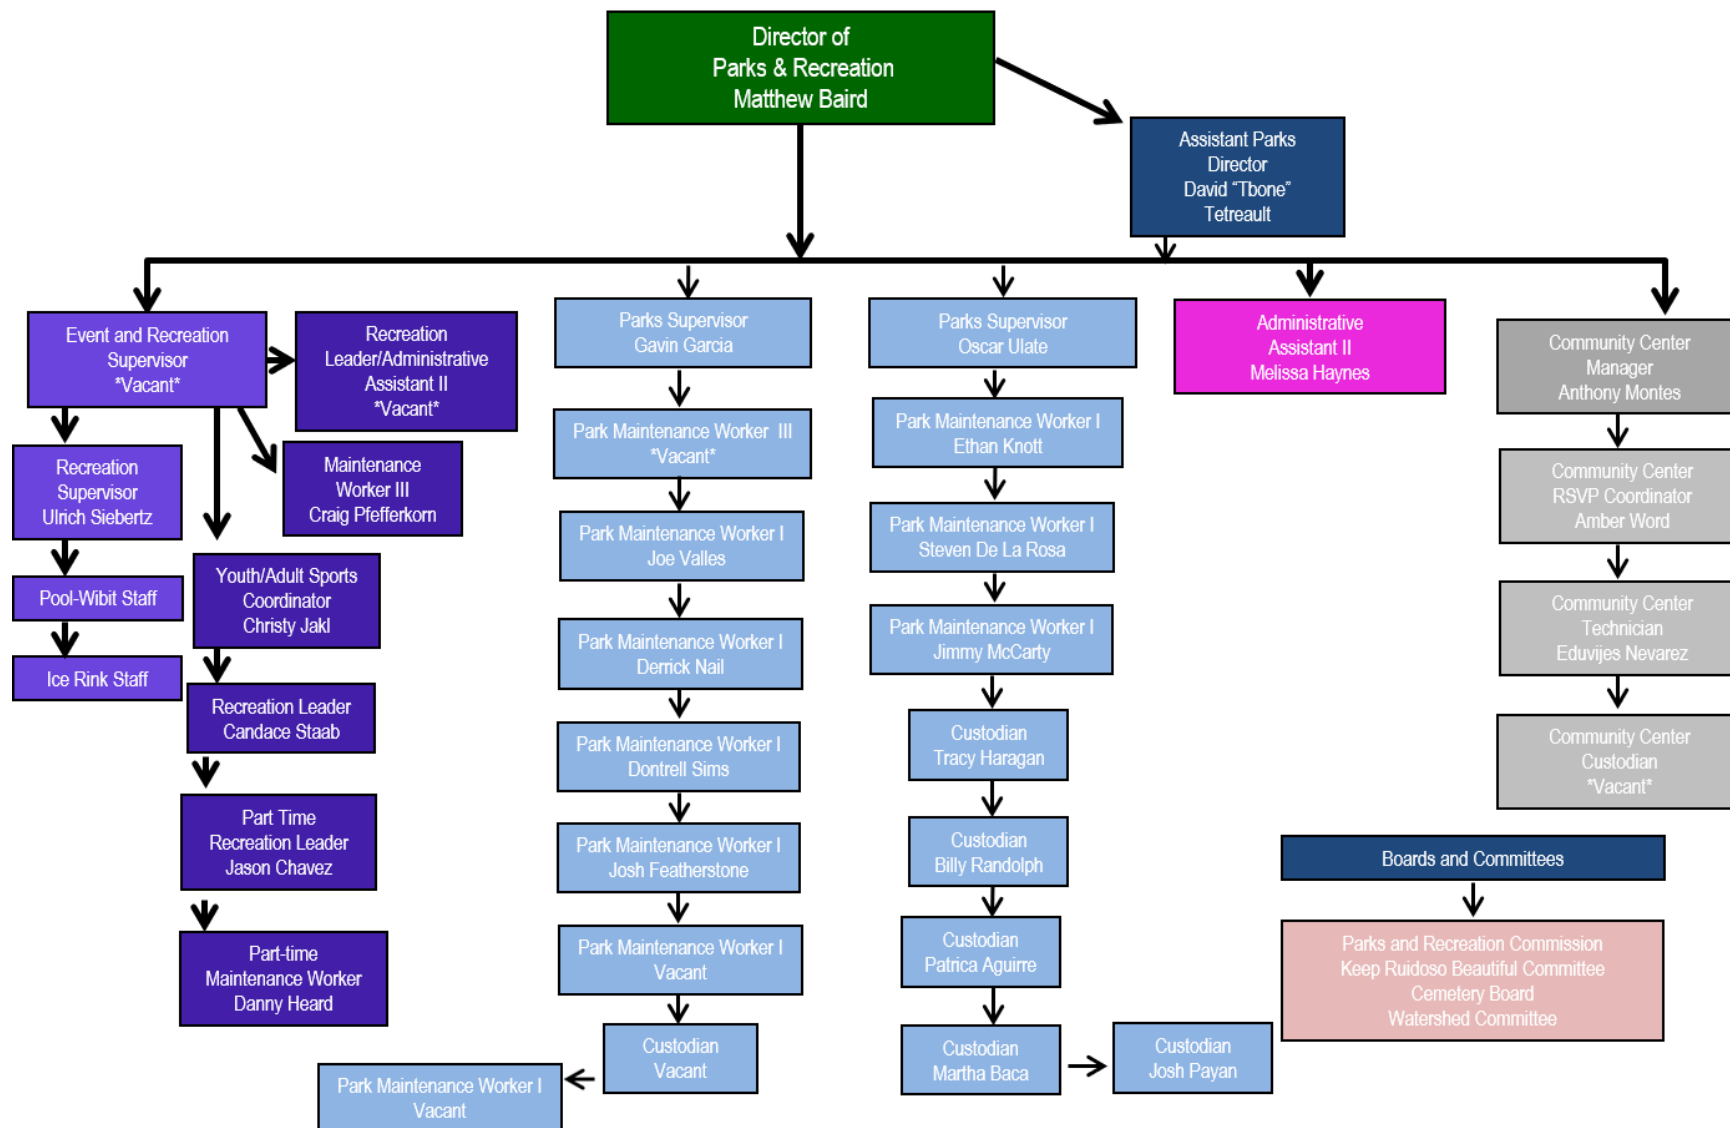 Director of
Parks & Recreation
Matthew Baird
Assistant Parks
Director
David “Tbone”
Tetreault
Event and Recreation
Supervisor
*Vacant*
Recreation
Leader/Administrative
Assistant II
*Vacant*
Maintenance
Worker III
Craig Pfefferkorn
Recreation
Supervisor
Ulrich Siebertz
Pool-Wibit Staff
Ice Rink Staff
Youth/Adult Sports
Coordinator
Christy Jakl
Recreation Leader
Candace Staab
Part Time
Recreation Leader
Jason Chavez
Part-time
Maintenance Worker
Danny Heard
Parks Supervisor
Gavin Garcia
Park Maintenance Worker III
*Vacant*
Park Maintenance Worker I
Joe Valles
Park Maintenance Worker I
Derrick Nail
Park Maintenance Worker I
Dontrell Sims
Park Maintenance Worker I
Josh Featherstone
Park Maintenance Worker I
Vacant
Custodian
Vacant
Park Maintenance Worker I
Vacant
Parks Supervisor
Oscar Ulate
Park Maintenance Worker I
Ethan Knott
Park Maintenance Worker I
Steven De La Rosa
Park Maintenance Worker I
Jimmy McCarty
Custodian
Tracy Haragan
Custodian
Billy Randolph
Custodian
Patrica Aguirre
Custodian
Martha Baca
Custodian
Josh Payan
Administrative
Assistant II
Melissa Haynes
Community Center
Manager
Anthony Montes
Community Center
RSVP Coordinator
Amber Word
Community Center
Technician
Eduvijes Nevarez
Community Center
Custodian
*Vacant*
Boards and Committees
Parks and Recreation Commission
Keep Ruidoso Beautiful Committee
Cemetery Board
Watershed Committee